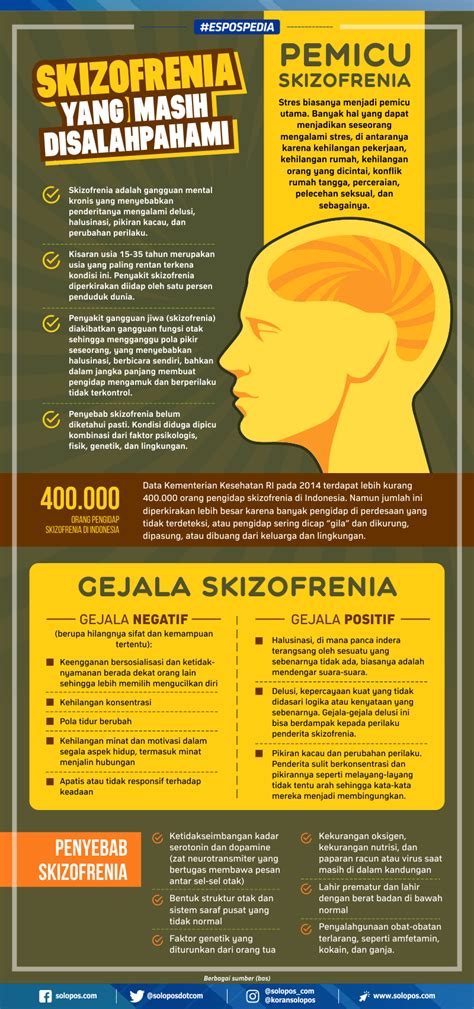 #ESPOSPEDIA
SKIZOFRENIA
YANG MASIH
DISALAHPAHAMI
Skizofrenia adalah gangguan mental
kronis yang menyebabkan
penderitanya mengalami delusi,
halusinasi, pikiran kacau, dan
perubahan perilaku.
Kisaran usia 15-35 tahun merupakan
usia yang paling rentan terkena
kondisi ini. Penyakit skizofrenia
diperkirakan diidap oleh satu persen
penduduk dunia.
Penyakit gangguan jiwa (skizofrenia)
diakibatkan gangguan fungsi otak
sehingga mengganggu pola pikir
seseorang, yang menyebabkan
halusinasi, berbicara sendiri, bahkan
dalam jangka panjang membuat
pengidap mengamuk dan berperilaku
tidak terkontrol.
Penyebab skizofrenia belum
diketahui pasti. Kondisi diduga dipicu
kombinasi dari faktor psikologis,
fisik, genetik, dan lingkungan.
PEMICU
SKIZOFRENIA
Stres biasanya menjadi pemicu
utama. Banyak hal yang dapat
menjadikan seseorang
mengalami stres, di antaranya
karena kehilangan pekerjaan,
kehilangan rumah, kehilangan
orang yang dicintai, konflik
rumah tangga, perceraian,
pelecehan seksual, dan
sebagainya.
400.000
ORANG PENGIDAP
SKIZOFRENIA DI INDONESIA
Data Kementerian Kesehatan RI pada 2014 terdapat lebih kurang
400.000 orang pengidap skizofrenia di Indonesia. Namun jumlah ini
diperkirakan lebih besar karena banyak pengidap di perdesaan yang
tidak terdeteksi, atau pengidap sering dicap “gila” dan dikurung,
dipasung, atau dibuang dari keluarga dan lingkungan.
GEJALA SKIZOFRENIA
GEJALA NEGATIF
(berupa hilangnya sifat dan kemampuan
tertentu):
Keengganan bersosialisasi dan ketidak-
nyamanan berada dekat orang lain
sehingga lebih memilih mengucilkan diri
Kehilangan konsentrasi
Pola tidur berubah
Kehilangan minat dan motivasi dalam
segala aspek hidup, termasuk minat
menjalin hubungan
Apatis atau tidak responsif terhadap
keadaan
GEJALA POSITIF
Halusinasi, di mana panca indera
terangsang oleh sesuatu yang
sebenarnya tidak ada, biasanya adalah
mendengar suara-suara.
Delusi, kepercayaan kuat yang tidak
didasari logika atau kenyataan yang
sebenarnya. Gejala-gejala delusi ini
bisa berdampak kepada perilaku
penderita skizofrenia.
Pikiran kacau dan perubahan perilaku.
Penderita sulit berkonsentrasi dan
pikirannya seperti melayang-layang
tidak tentu arah sehingga kata-kata
mereka menjadi membingungkan.
PENYEBAB
SKIZOFRENIA
Ketidakseimbangan kadar
serotonin dan dopamine
(zat neurotransmiter yang
bertugas membawa pesan
antar sel-sel otak)
Bentuk struktur otak dan
sistem saraf pusat yang
tidak normal
Faktor genetik yang
diturunkan dari orang tua
Kekurangan oksigen,
kekurangan nutrisi, dan
paparan racun atau virus saat
masih di dalam kandungan
Lahir prematur dan lahir
dengan berat badan di bawah
normal
Penyalahgunaan obat-obatan
terlarang, seperti amfetamin,
kokain, dan ganja.
Berbagai sumber (bas)
solopos.com
@soloposdotcom
@solopos_com
@koransolopos
www.solopos.com